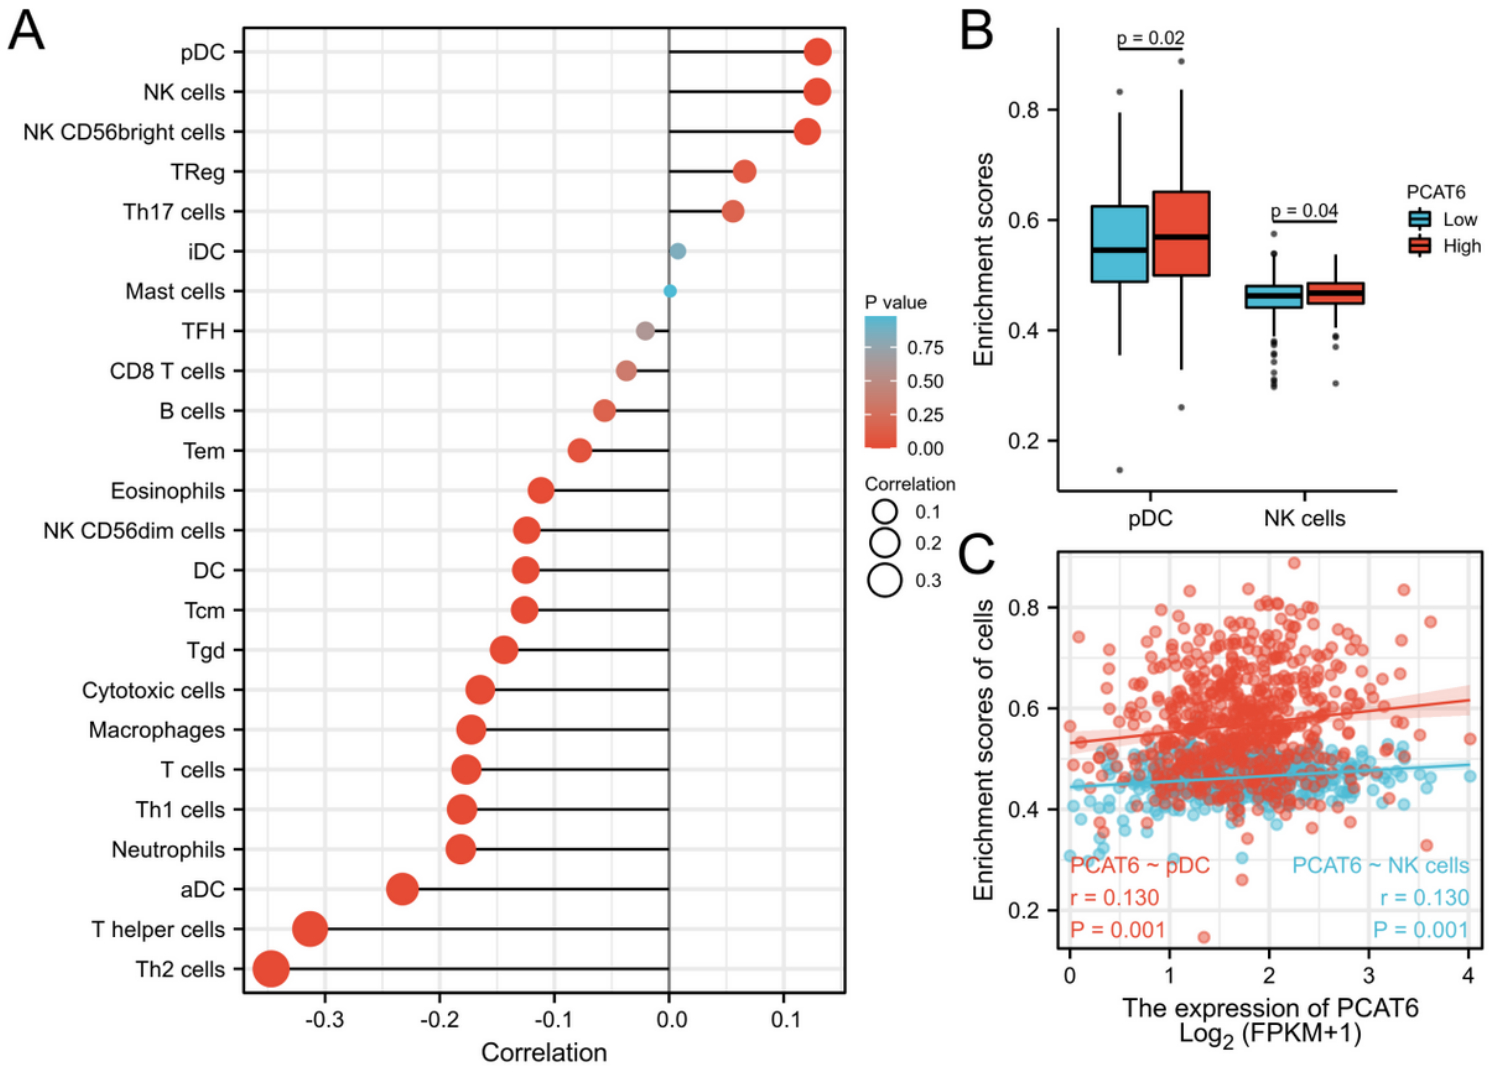 A
pDC
NK cells
NK CD56bright cells
TReg
Th17 cells
iDC
Mast cells
TFH
CD8 T cells
B cells
Tem
Eosinophils
NK CD56dim cells
DC
Tcm
Tgd
Cytotoxic cells
Macrophages
T cells
Th1 cells
Neutrophils
aDC
T helper cells
Th2 cells
-0.3 -0.2 -0.1 0.0 0.1
Correlation
P value
0.75
0.50
0.25
0.00
Correlation
0.1
0.2
0.3
B
Enrichment scores
0.8
0.6
0.4
0.2
p = 0.02
p = 0.04
pDC NK cells
PCAT6
Low
High
C
Enrichment scores of cells
0.8
0.6
0.4
0.2
PCAT6 ~ pDC
r = 0.130
P = 0.001
PCAT6 ~ NK cells
r = 0.130
P = 0.001
0 1 2 3 4
The expression of PCAT6
Log2 (FPKM+1)